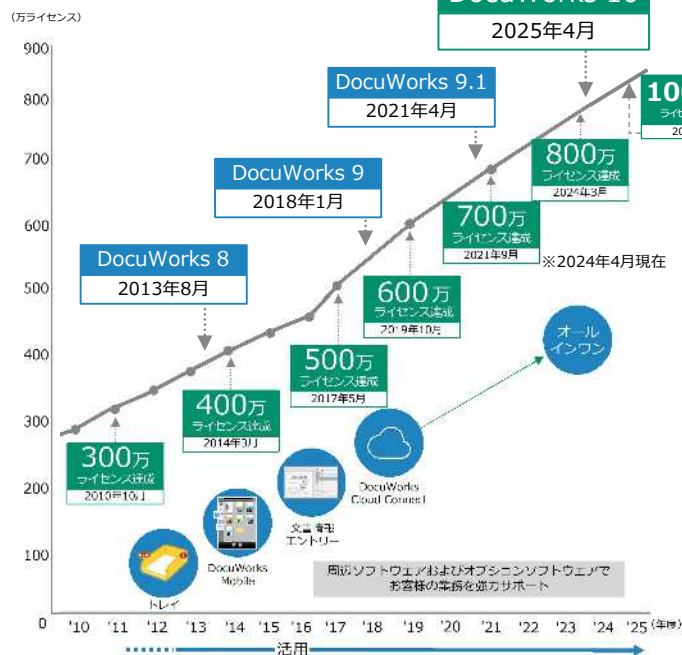 (万ライセンス)
DocuWorks 10
2025年4月
900
DocuWorks 9.1
2021年4月
800
100
800万
ライセンス達成
2024年3月
700
DocuWorks 9
2018年1月
700万
ライセンス達成
2021年9月
※2024年4月現在
600
DocuWorks 8
2013年8月
600万
ライセンス達成
2019年10月
500
オール
インワン
500万
ライセンス達成
2017年5月
400
400万
ライセンス達成
2014年3月
300
300万
ライセンス達成
2010年10月
DocuWorks
Cloud Connect
200
文書情報
エントリー
DocuWorks
Mobile
100
周辺ソフトウェアおよびオプションソフトウェアで
お客様の業務を強力サポート
トレイ
0
'10 '11 '12 '13 '14 '15 '16 '17 '18 '19 '20 '21 '22 '23 '24 '25 (年度)
活用